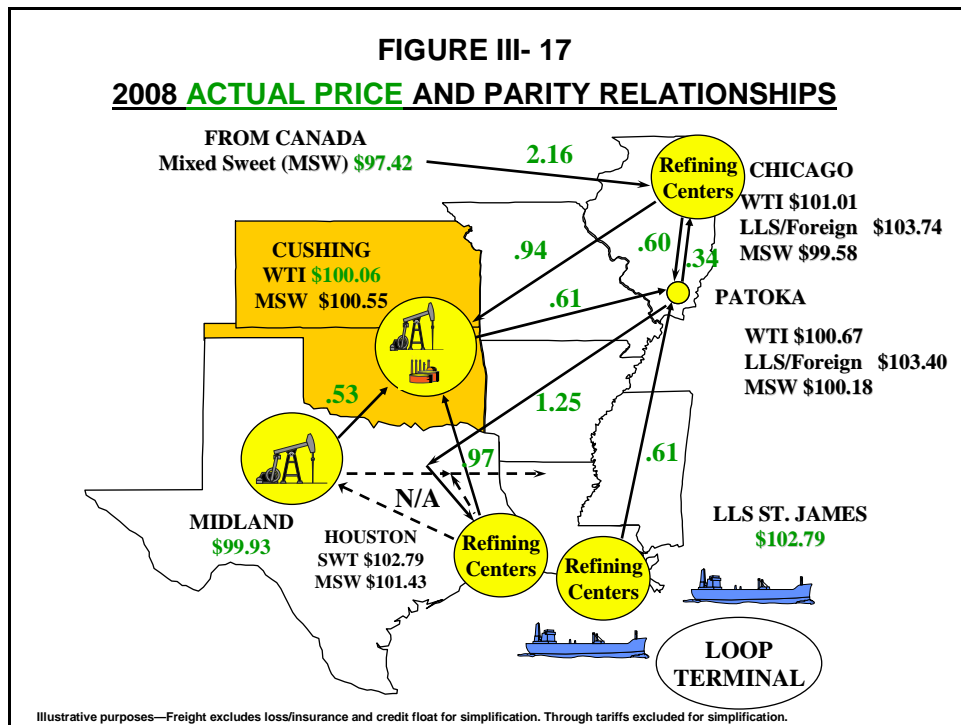 FIGURE III- 17
2008 ACTUAL PRICE AND PARITY RELATIONSHIPS
FROM CANADA
Mixed Sweet (MSW) $97.42
2.16
Refining
Centers
CHICAGO
WTI $101.01
LLS/Foreign $103.74
MSW $99.58
CUSHING
WTI $100.06
MSW $100.55
.94
.60
.34
.61
PATOKA
WTI $100.67
LLS/Foreign $103.40
MSW $100.18
.53
1.25
.97
.61
N/A
MIDLAND
$99.93
HOUSTON
SWT $102.79
MSW $101.43
Refining
Centers
Refining
Centers
LLS ST. JAMES
$102.79
LOOP
TERMINAL
Illustrative purposes—Freight excludes loss/insurance and credit float for simplification. Through tariffs excluded for simplification.